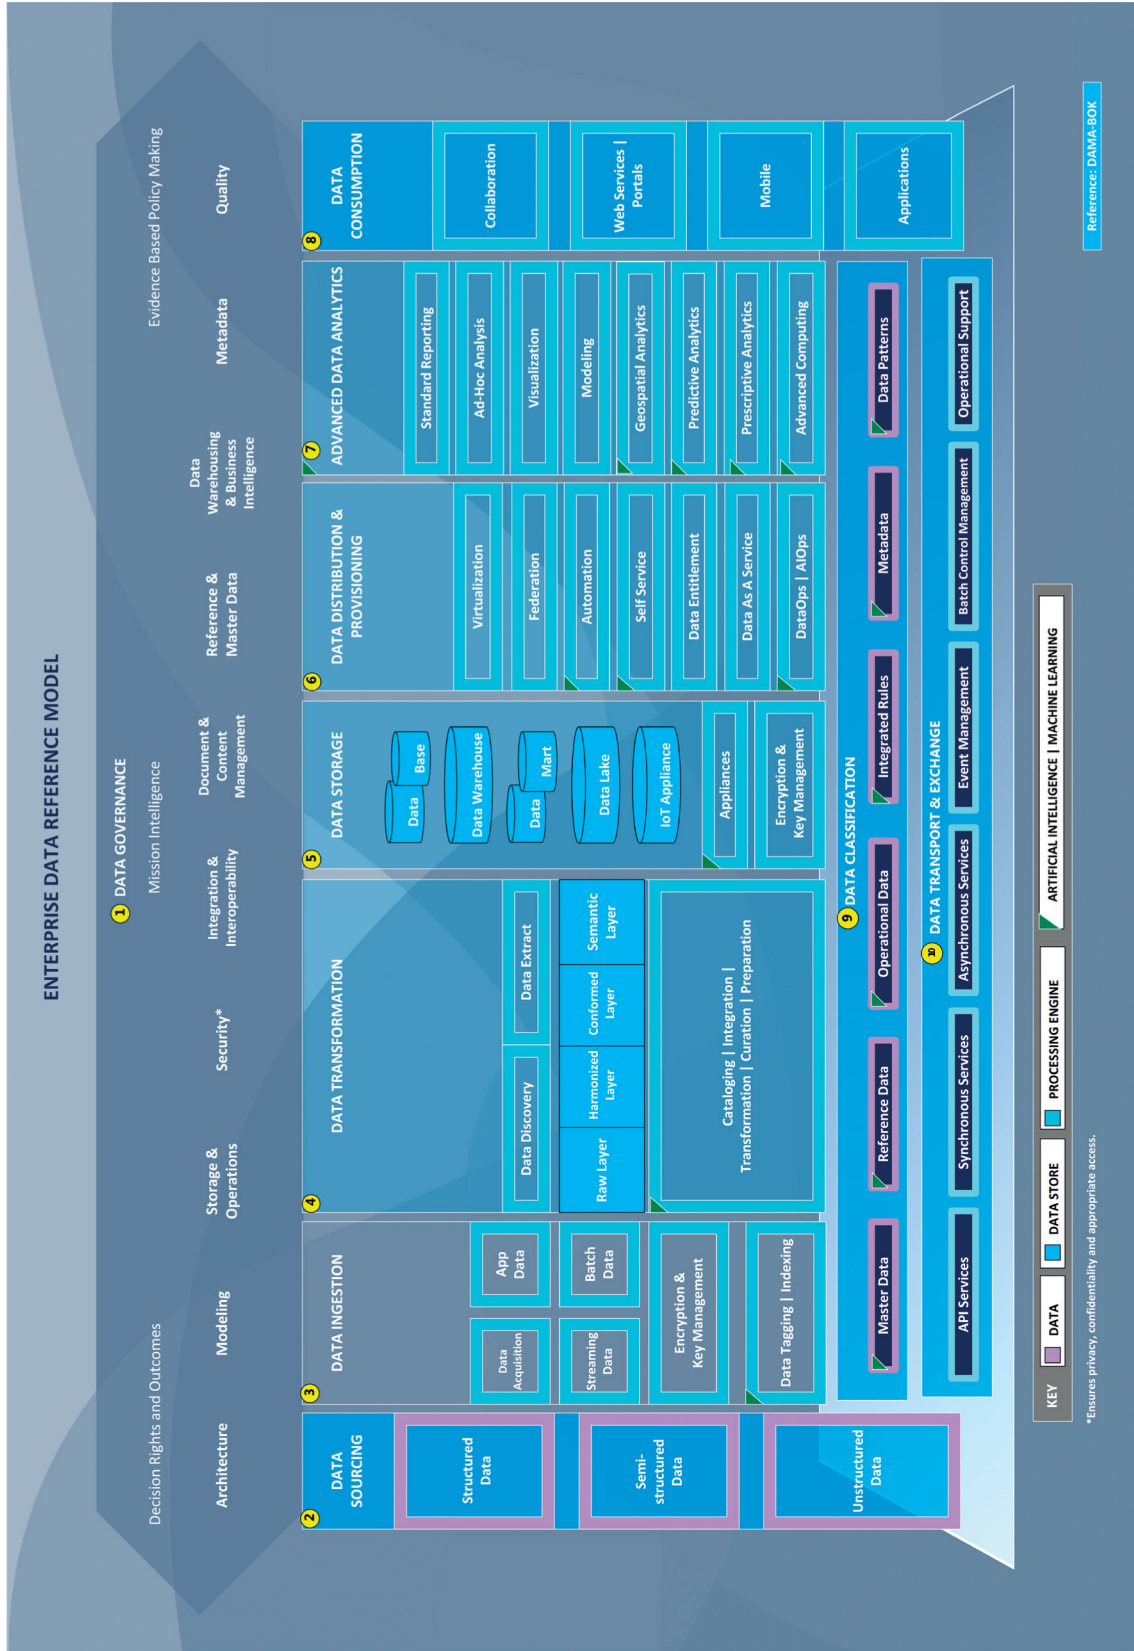 ENTERPRISE DATA REFERENCE MODEL
1 DATA GOVERNANCE
Decision Rights and Outcomes
Mission Intelligence
Evidence Based Policy Making
Architecture
Modeling
Storage &
Operations
Security*
Integration &
Interoperability
Document &
Content
Management
Reference &
Master Data
Data
Warehousing
& Business
Intelligence
Metadata
Quality
2
DATA
SOURCING
Structured
Data
Semi-
structured
Data
Unstructured
Data
3
DATA INGESTION
Data
Acquisition
App
Data
Streaming
Data
Batch
Data
Encryption &
Key Management
Data Tagging | Indexing
4
DATA TRANSFORMATION
Data Discovery
Data Extract
Raw Layer
Harmonized
Layer
Conformed
Layer
Semantic
Layer
Cataloging | Integration |
Transformation | Curation | Preparation
5
DATA STORAGE
Data
Base
Data Warehouse
Data
Mart
Data Lake
IoT Appliance
Appliances
Encryption &
Key Management
6
DATA DISTRIBUTION &
PROVISIONING
Virtualization
Federation
Automation
Self Service
Data Entitlement
Data As A Service
DataOps | AIOps
7
ADVANCED DATA ANALYTICS
Standard Reporting
Ad-Hoc Analysis
Visualization
Modeling
Geospatial Analytics
Predictive Analytics
Prescriptive Analytics
Advanced Computing
8
DATA
CONSUMPTION
Collaboration
Web Services |
Portals
Mobile
Applications
9 DATA CLASSIFICATION
Master Data
Reference Data
Operational Data
Integrated Rules
Metadata
Data Patterns
10 DATA TRANSPORT & EXCHANGE
API Services
Synchronous Services
Asynchronous Services
Event Management
Batch Control Management
Operational Support
KEY
DATA
DATA STORE
PROCESSING ENGINE
ARTIFICIAL INTELLIGENCE | MACHINE LEARNING
*Ensures privacy, confidentiality and appropriate access.
Reference: DAMA-BOK